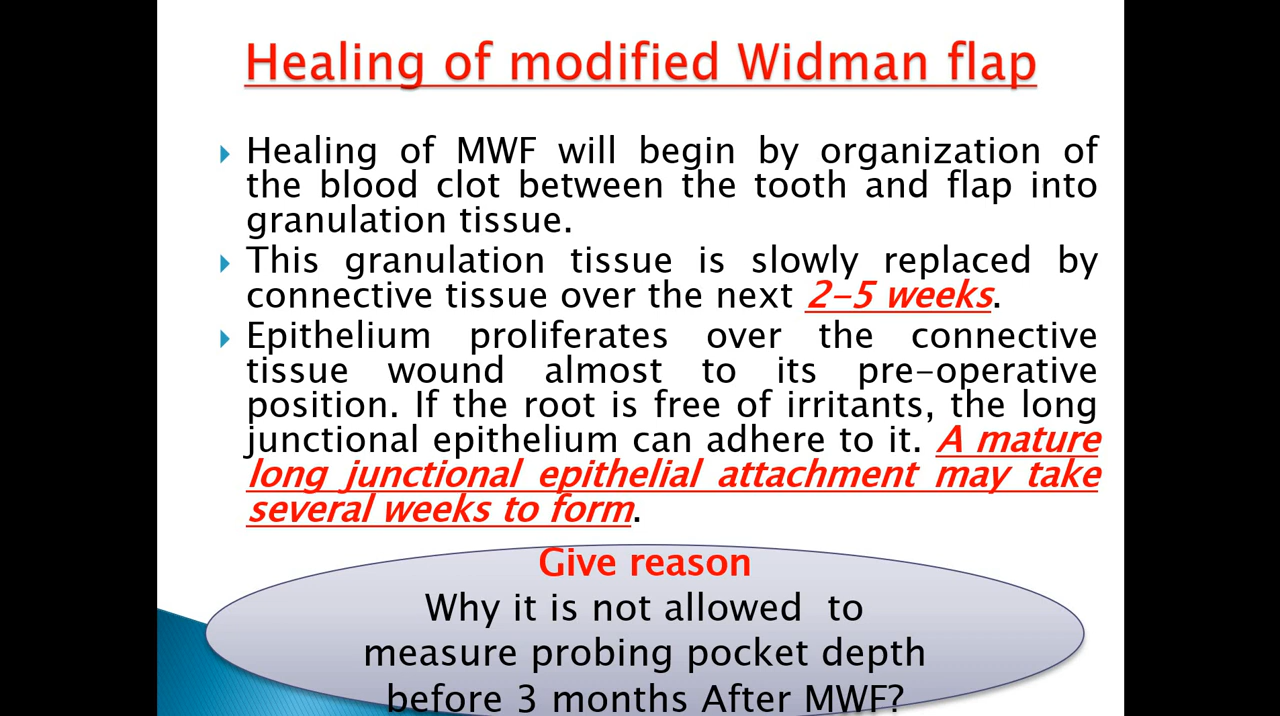 Healing of modified Widman flap
Healing of MWF will begin by organization of
the blood clot between the tooth and flap into
granulation tissue.
This granulation tissue is slowly replaced by
connective tissue over the next 2-5 weeks.
Epithelium proliferates over the connective
tissue wound almost to its pre-operative
position. If the root is free of irritants, the long
junctional epithelium can adhere to it. A mature
long junctional epithelial attachment may take
several weeks to form.
Give reason
Why it is not allowed to
measure probing pocket depth
before 3 months After MWF?